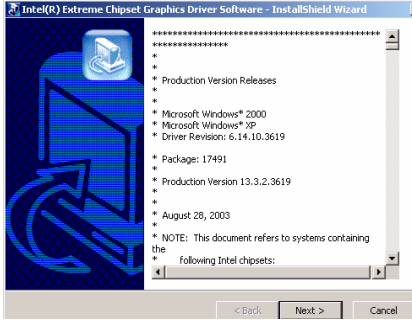 Intel(R) Extreme Chipset Graphics Driver Software - InstallShield Wizard
************************************************
****************
*
*
* Production Version Releases
*
*
* Microsoft Windows* 2000
* Microsoft Windows* XP
* Driver Revision: 6.14.10.3619
*
* Package: 17491
*
* Production Version 13.3.2.3619
*
*
* August 28, 2003
*
* NOTE: This document refers to systems containing
the
* following Intel chipsets:
< Back
Next >
Cancel